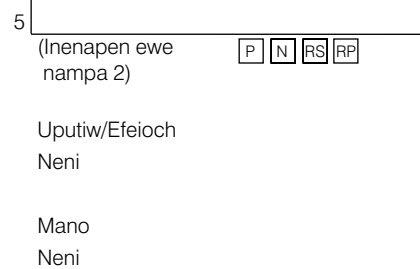 5
(Inenapen ewe P N RS RP
nampa 2)
Uputiw/Efeioch
Neni
Mano
Neni